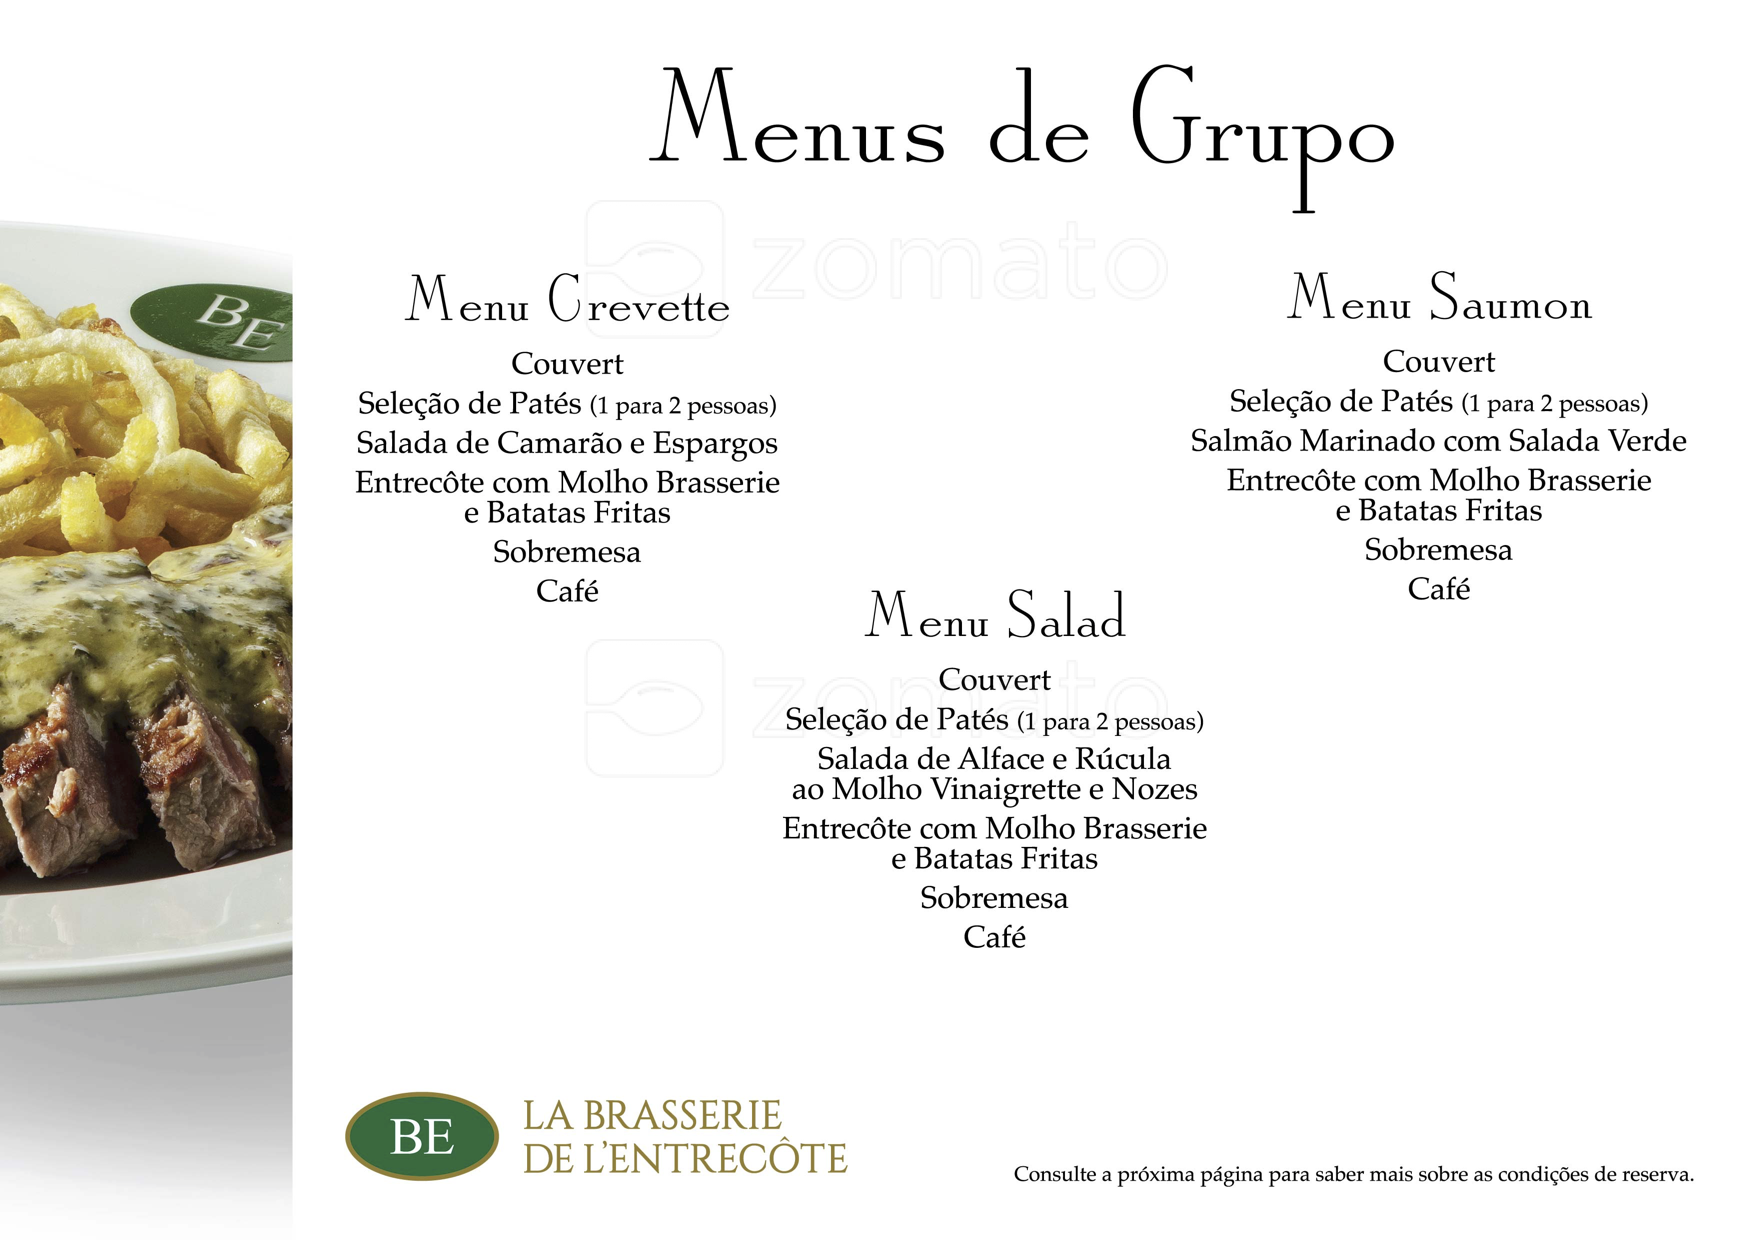 Menus de Grupo
zomato
BE
Menu Crevette
Couvert
Seleção de Patés (1 para 2 pessoas)
Salada de Camarão e Espargos
Entrecôte com Molho Brasserie
e Batatas Fritas
Sobremesa
Café
Menu Saumon
Couvert
Seleção de Patés (1 para 2 pessoas)
Salmão Marinado com Salada Verde
Entrecôte com Molho Brasserie
e Batatas Fritas
Sobremesa
Café
Menu Salad
zomato
Couvert
Seleção de Patés (1 para 2 pessoas)
Salada de Alface e Rúcula
ao Molho Vinaigrette e Nozes
Entrecôte com Molho Brasserie
e Batatas Fritas
Sobremesa
Café
BE
LA BRASSERIE
DE L'ENTRECÔTE
Consulte a próxima página para saber mais sobre as condições de reserva.